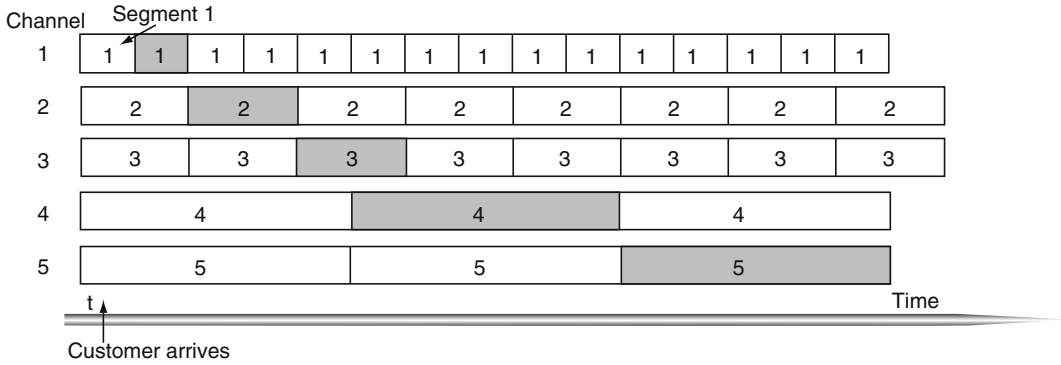 Channel Segment 1
1 1 1 1 1 1 1 1 1 1 1 1 1 1 1 1
2 2 2 2 2 2 2 2 2
3 3 3 3 3 3 3 3 3
4 4 4 4
5 5 5 5
t Time
Customer arrives